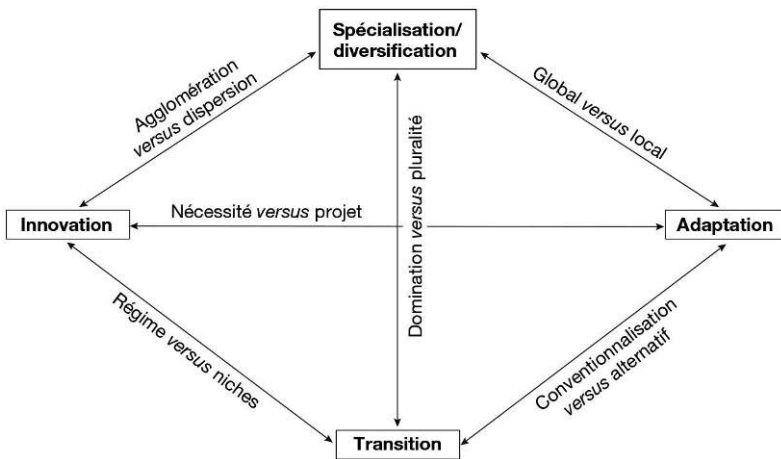 Spécialisation/
diversification
Agglomération
versus dispersion
Global versus local
Domination versus pluralité
Nécessité versus projet
Innovation
Adaptation
Régime versus niches
Conventionnalisation
versus alternatif
Transition